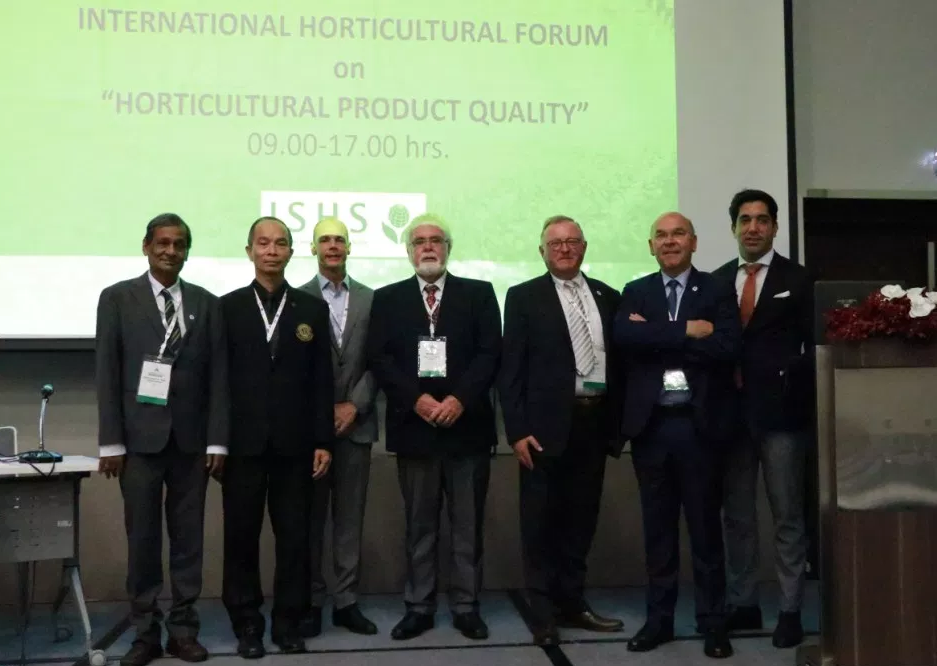 INTERNATIONAL HORTICULTURAL FORUM
on
“HORTICULTURAL PRODUCT QUALITY”
09.00-17.00 hrs.
ISHS